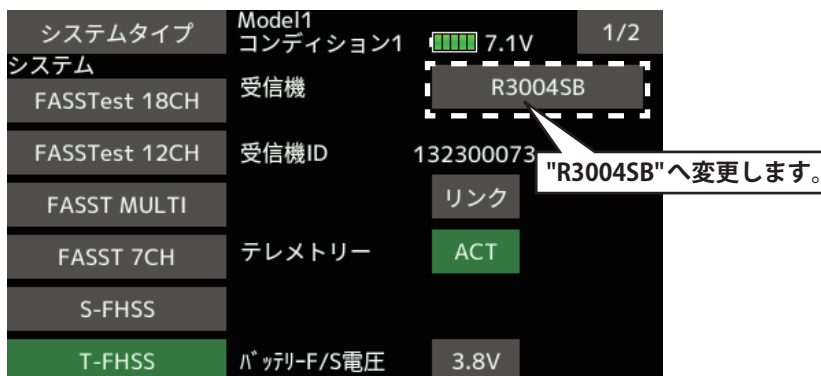 システムタイプ
Model1
コンディション1
7.1V
1/2
システム
FASSTest 18CH
受信機
R3004SB
FASSTest 12CH
受信機ID
132300073
"R3004SB"へ変更します。
FASST MULTI
リンク
FASST 7CH
テレメトリー
ACT
S-FHSS
T-FHSS
ﾊﾞｯﾃﾘｰF/S電圧
3.8V